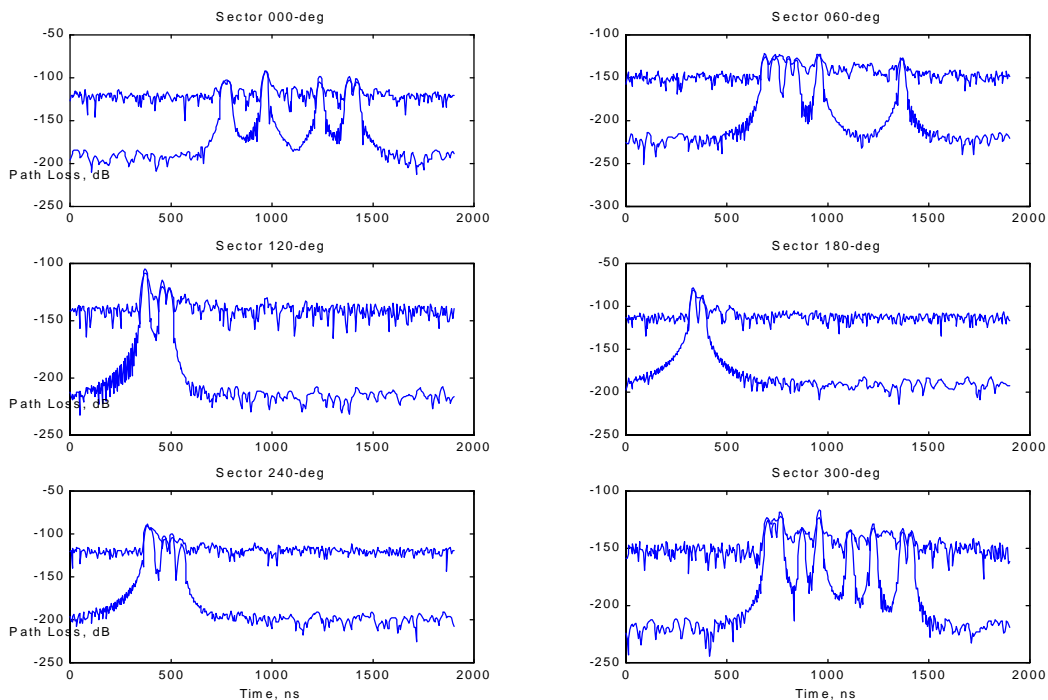 Sector 000-deg
-50
-100
-150
-200
-250
Path Loss, dB
0 500 1000 1500 2000
Sector 060-deg
-100
-150
-200
-250
-300
0 500 1000 1500 2000
Sector 120-deg
-100
-150
-200
-250
Path Loss, dB
0 500 1000 1500 2000
Sector 180-deg
-50
-100
-150
-200
-250
0 500 1000 1500 2000
Sector 240-deg
-50
-100
-150
-200
-250
Path Loss, dB
0 500 1000 1500 2000
Time, ns
Sector 300-deg
-100
-150
-200
-250
0 500 1000 1500 2000
Time, ns